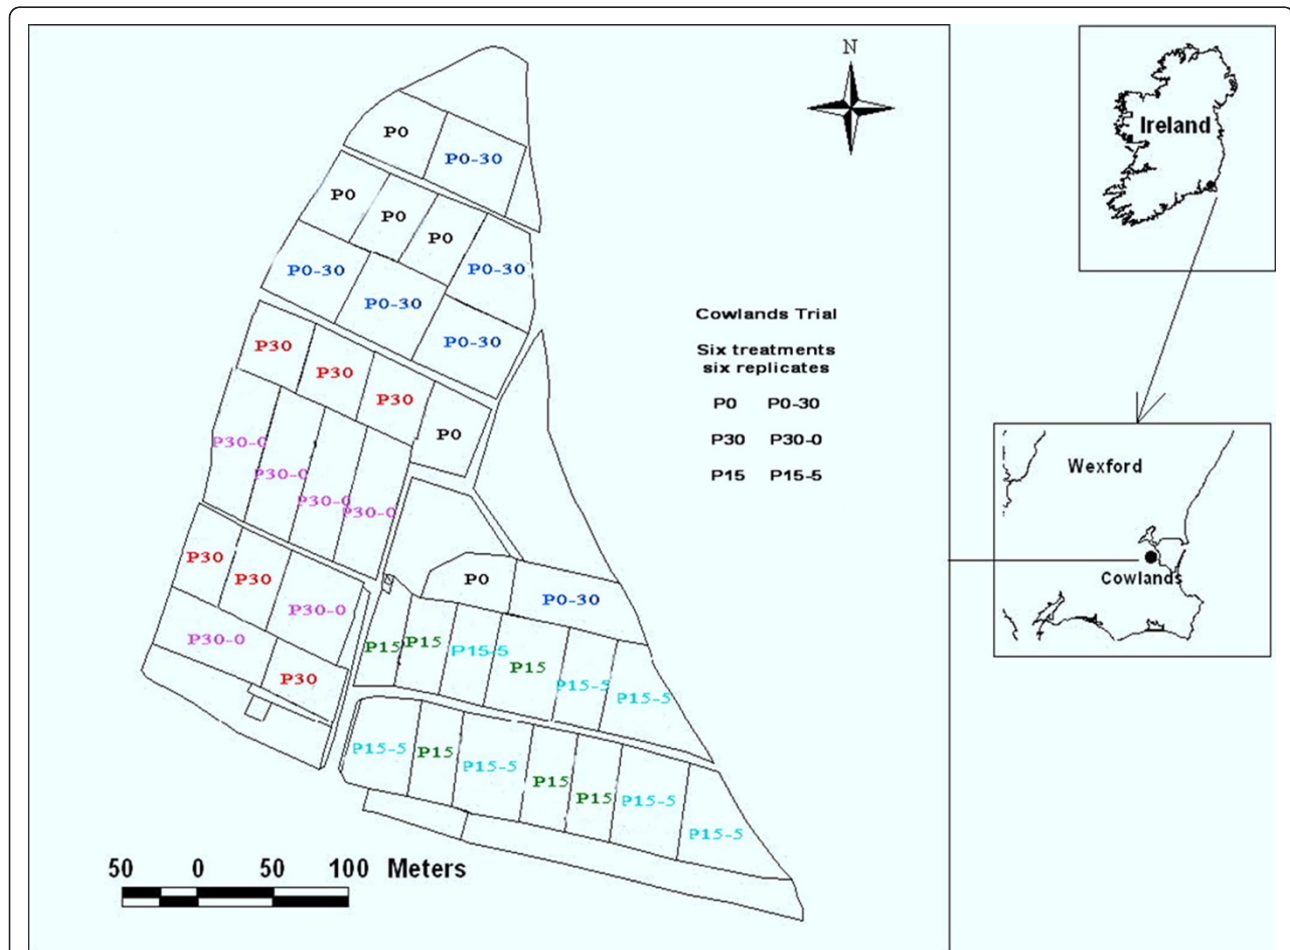 N
P0
P0-30
P0
P0
P0
P0-30
P0-30
P0-30
P0-30
P30
P30
P30
P0
P30-0
P30-0
P30-0
P30-0
P30
P30
P30-0
P30-0
P30
P0
P0-30
P15
P15
P15-5
P15
P15-5
P15-5
P15-5
P15
P15-5
P15
P15
P15-5
P15-5
Cowlands Trial
Six treatments
six replicates
P0 P0-30
P30 P30-0
P15 P15-5
50 0 50 100 Meters
Ireland
Wexford
Cowlands